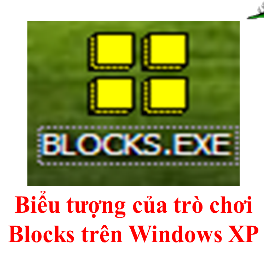 BLOCKS.EXE
Biểu tượng của trò chơi
Blocks trên Windows XP